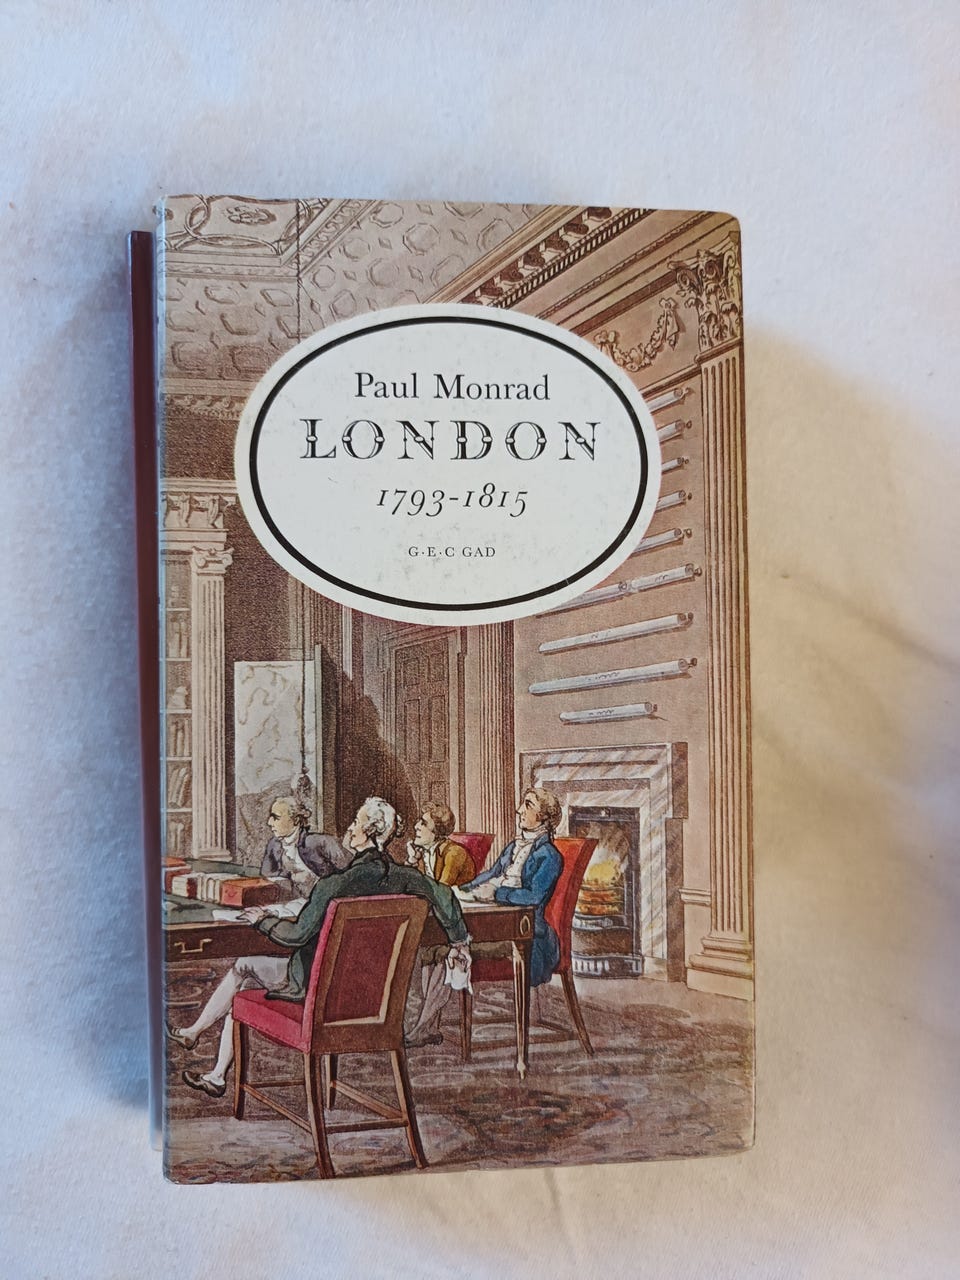 Paul Monrad
LONDON
1793-1815
G·E·C GAD